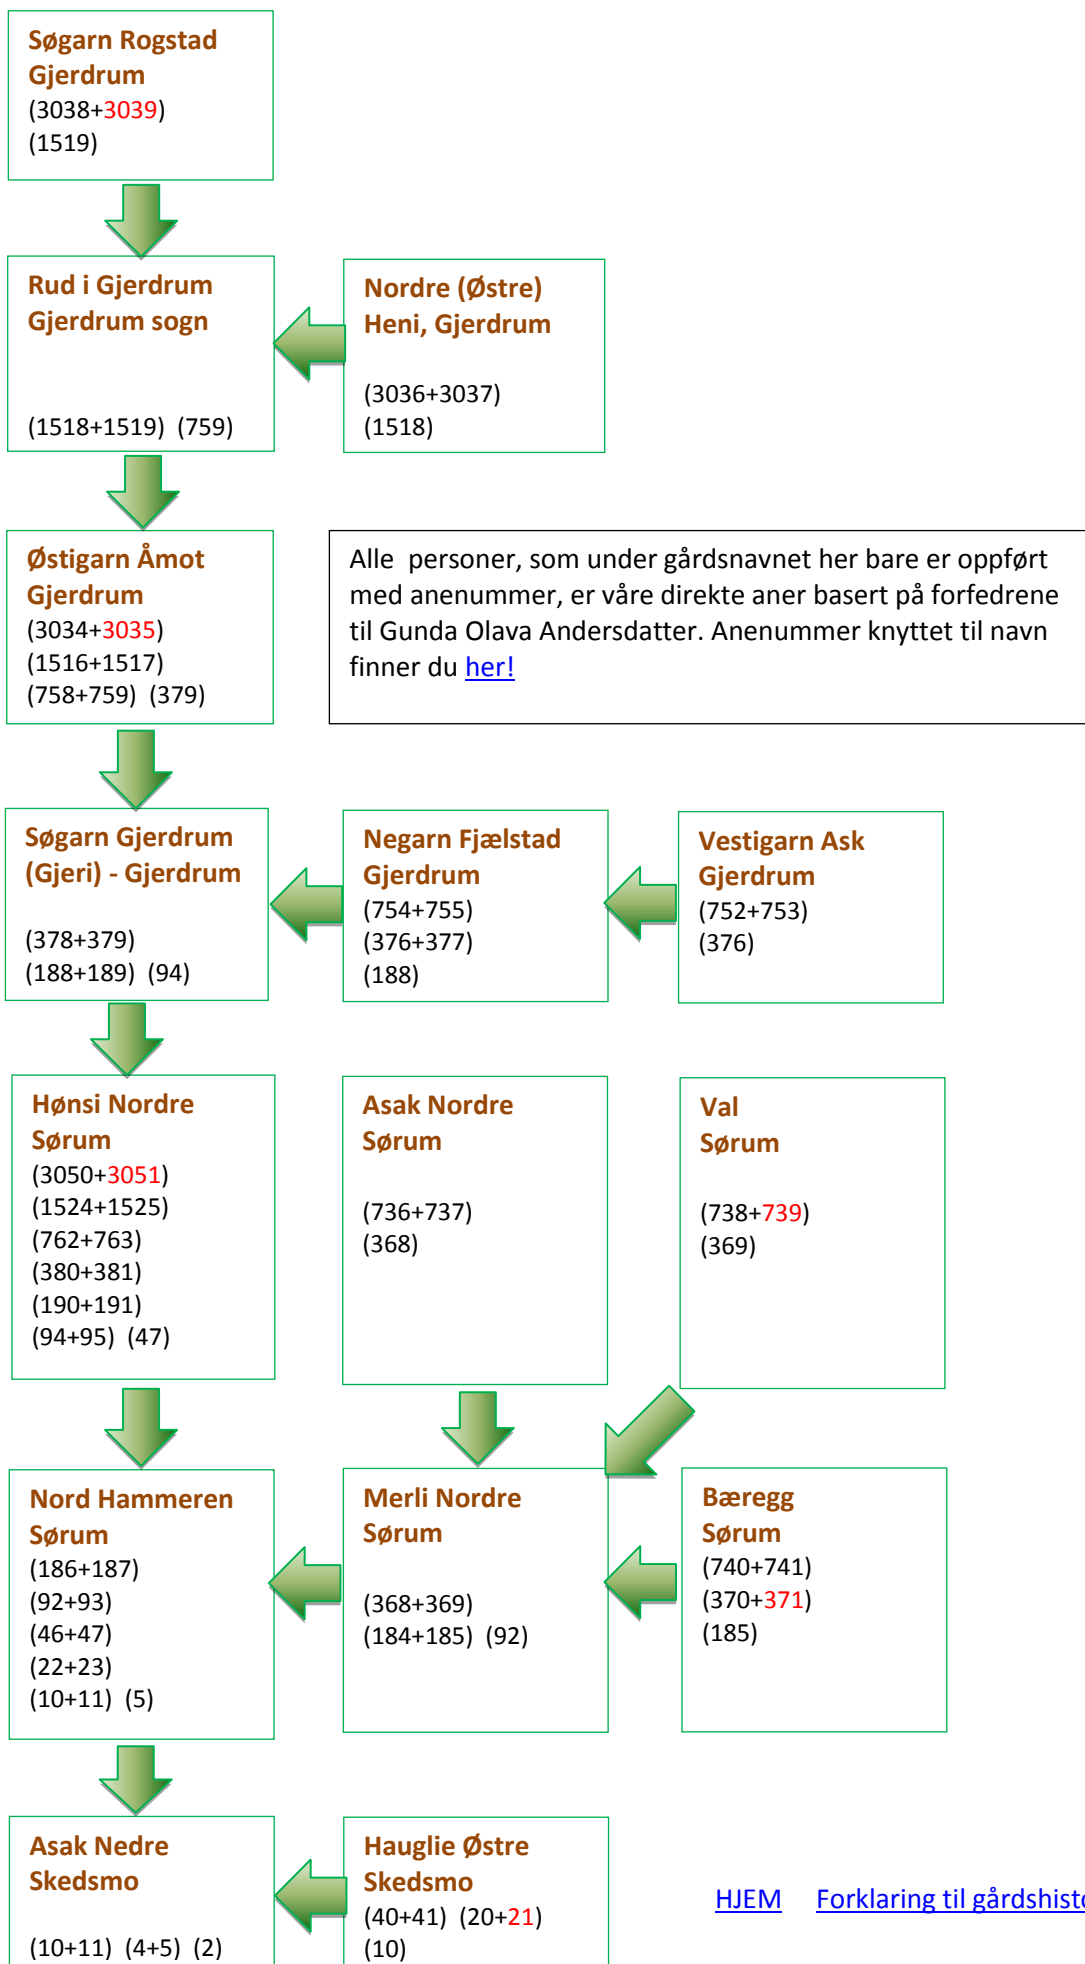 Søgarn Rogstad
Gjerdrum
(3038+3039)
(1519)
Rud i Gjerdrum
Gjerdrum sogn
(1518+1519) (759)
Nordre (Østre)
Heni, Gjerdrum
(3036+3037)
(1518)
Østigarn Åmot
Gjerdrum
(3034+3035)
(1516+1517)
(758+759) (379)
Alle personer, som under gårdsnavnet her bare er oppført
med anenummer, er våre direkte aner basert på forfedrene
til Gunda Olava Andersdatter. Anenummer knyttet til navn
finner du her!
Søgarn Gjerdrum
(Gjeri) - Gjerdrum
(378+379)
(188+189) (94)
Negarn Fjælstad
Gjerdrum
(754+755)
(376+377)
(188)
Vestigarn Ask
Gjerdrum
(752+753)
(376)
Hønsi Nordre
Sørum
(3050+3051)
(1524+1525)
(762+763)
(380+381)
(190+191)
(94+95) (47)
Asak Nordre
Sørum
(736+737)
(368)
Val
Sørum
(738+739)
(369)
Nord Hammeren
Sørum
(186+187)
(92+93)
(46+47)
(22+23)
(10+11) (5)
Merli Nordre
Sørum
(368+369)
(184+185) (92)
Bæregg
Sørum
(740+741)
(370+371)
(185)
Asak Nedre
Skedsmo
(10+11) (4+5) (2)
Hauglie Østre
Skedsmo
(40+41) (20+21)
(10)
HJEM Forklaring til gårdshisto